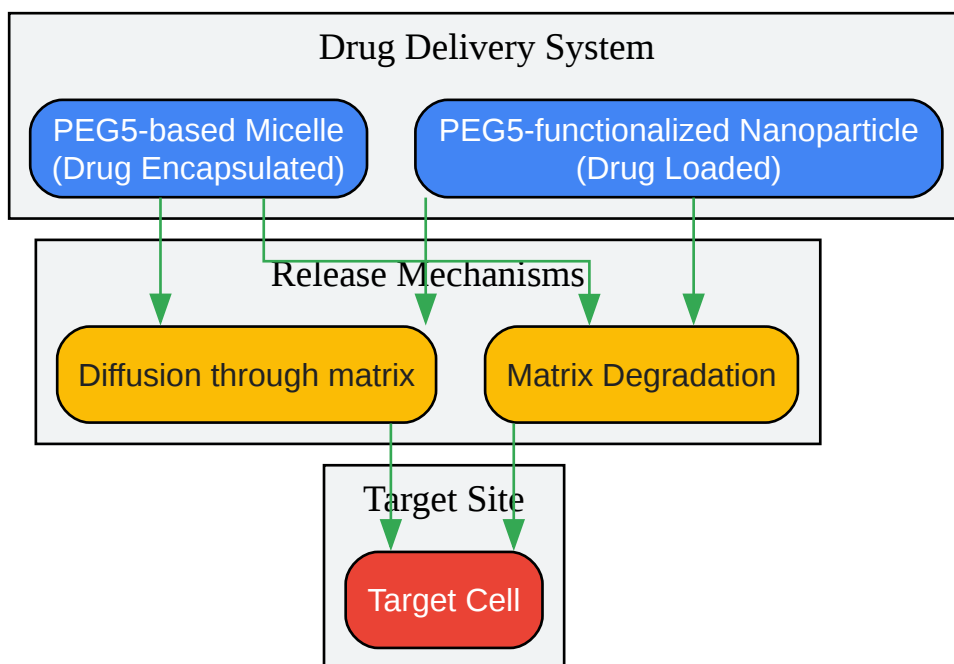 Drug Delivery System
PEG5-based Micelle
(Drug Encapsulated)
PEG5-functionalized Nanoparticle
(Drug Loaded)
Release Mechanisms
Diffusion through matrix
Matrix Degradation
Target Site
Target Cell